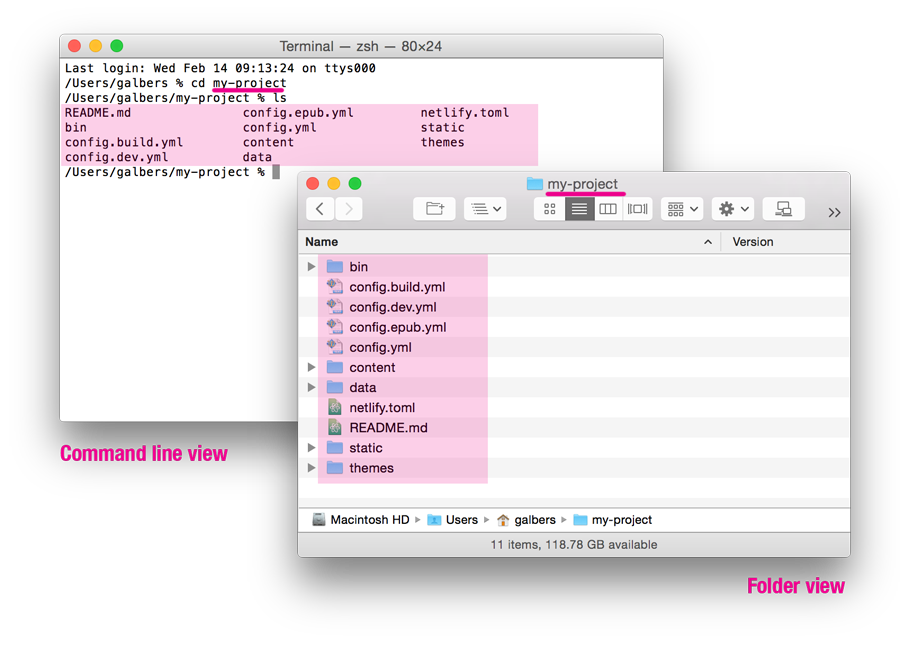 Terminal — zsh — 80×24
Last login: Wed Feb 14 09:13:24 on ttys000
/Users/galbers % cd my-project
/Users/galbers/my-project % ls
README.md config.epub.yml netlify.toml
bin config.yml static
config.build.yml content themes
config.dev.yml data
/Users/galbers/my-project %
my-project
Name Version
bin
config.build.yml
config.dev.yml
config.epub.yml
config.yml
content
data
netlify.toml
README.md
static
themes
Macintosh HD Users galbers my-project
11 items, 118.78 GB available
Command line view
Folder view